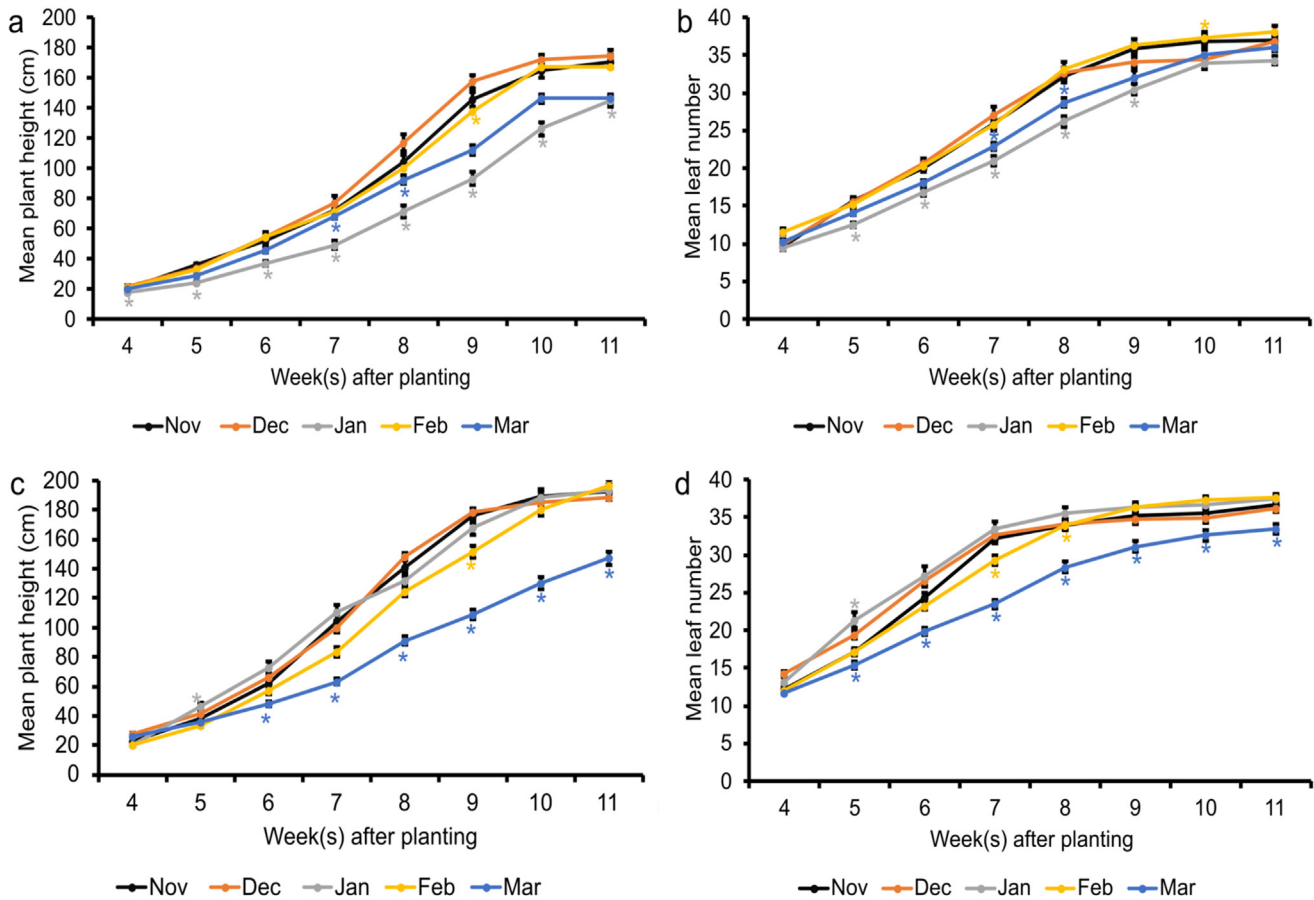 a
Mean plant height (cm)
200
180
160
140
120
100
80
60
40
20
0
4 5 6 7 8 9 10 11
Week(s) after planting
Nov Dec Jan Feb Mar
b
Mean leaf number
40
35
30
25
20
15
10
5
0
4 5 6 7 8 9 10 11
Week(s) after planting
Nov Dec Jan Feb Mar
c
Mean plant height (cm)
200
180
160
140
120
100
80
60
40
20
0
4 5 6 7 8 9 10 11
Week(s) after planting
Nov Dec Jan Feb Mar
d
Mean leaf number
40
35
30
25
20
15
10
5
0
4 5 6 7 8 9 10 11
Week(s) after planting
Nov Dec Jan Feb Mar